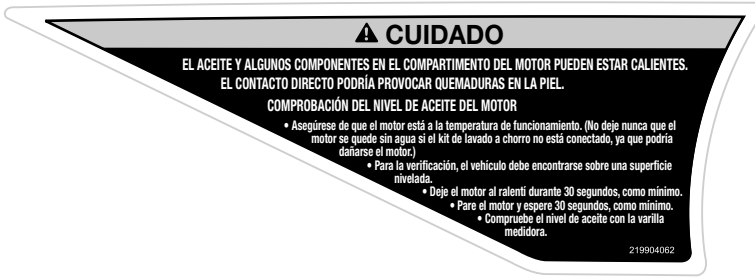 ⚠ CUIDADO
EL ACEITE Y ALGUNOS COMPONENTES EN EL COMPARTIMENTO DEL MOTOR PUEDEN ESTAR CALIENTES.
EL CONTACTO DIRECTO PODRÍA PROVOCAR QUEMADURAS EN LA PIEL.
COMPROBACIÓN DEL NIVEL DE ACEITE DEL MOTOR
• Asegúrese de que el motor está a la temperatura de funcionamiento. (No deje nunca que el
motor se quede sin agua si el kit de lavado a chorro no está conectado, ya que podría
dañarse el motor.)
• Para la verificación, el vehículo debe encontrarse sobre una superficie
nivelada.
• Deje el motor al ralentí durante 30 segundos, como mínimo.
• Pare el motor y espere 30 segundos, como mínimo.
• Compruebe el nivel de aceite con la varilla
medidora.
219904062